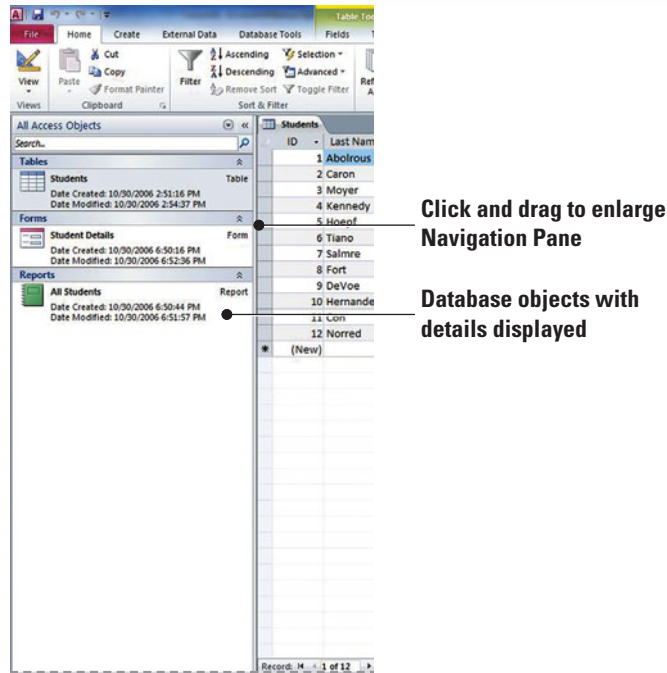 Table Too
File Home Create External Data Database Tools Fields
View
Paste
Cut
Copy
Format Painter
Filter
Ascending
Descending
Remove Sort
Selection
Advanced
Toggle Filter
Views Clipboard Sort & Filter
All Access Objects
Search...
Tables
Students Table
Date Created: 10/30/2006 2:51:16 PM
Date Modified: 10/30/2006 2:54:37 PM
Forms
Student Details Form
Date Created: 10/30/2006 6:50:16 PM
Date Modified: 10/30/2006 6:52:36 PM
Reports
All Students Report
Date Created: 10/30/2006 6:50:44 PM
Date Modified: 10/30/2006 6:51:57 PM
Students
ID Last Nam
1 Abolrous
2 Caron
3 Moyer
4 Kennedy
5 Hoepf
6 Tiano
7 Salmre
8 Fort
9 DeVoe
10 Hernande
11 Con
12 Norred
(New)
Record: 1 of 12
Click and drag to enlarge
Navigation Pane
Database objects with
details displayed